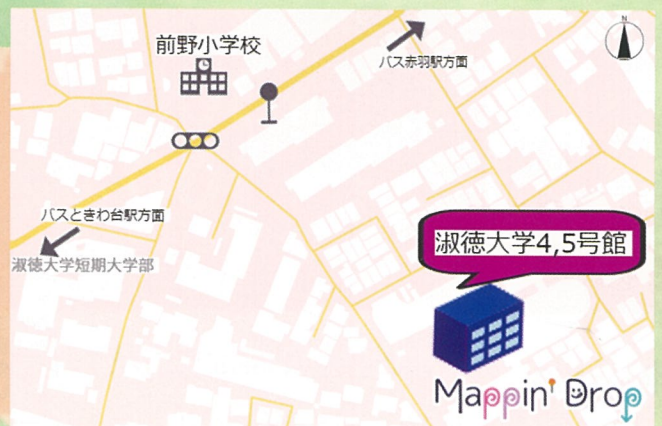 N
前野小学校
バス赤羽駅方面
バスときわ台駅方面
淑徳大学短期大学部
淑徳大学4,5号館
Mappin' Drop